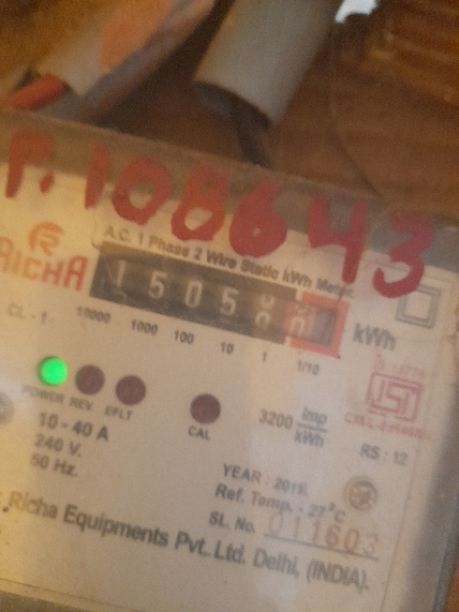 P.108643
RICHA
A.C. 1 Phase 2 Wire Static kWh Meter
1505
kWh
CL-1 10000 1000 100 10 1 1/10
POWER REV. EFLT CAL
3200 imp/kWh
10-40 A
240 V.
50 Hz.
RS : 12
YEAR :
Ref. Temp. - 27°C
SL. No. 011603
Richa Equipments Pvt. Ltd. Delhi, (INDIA).